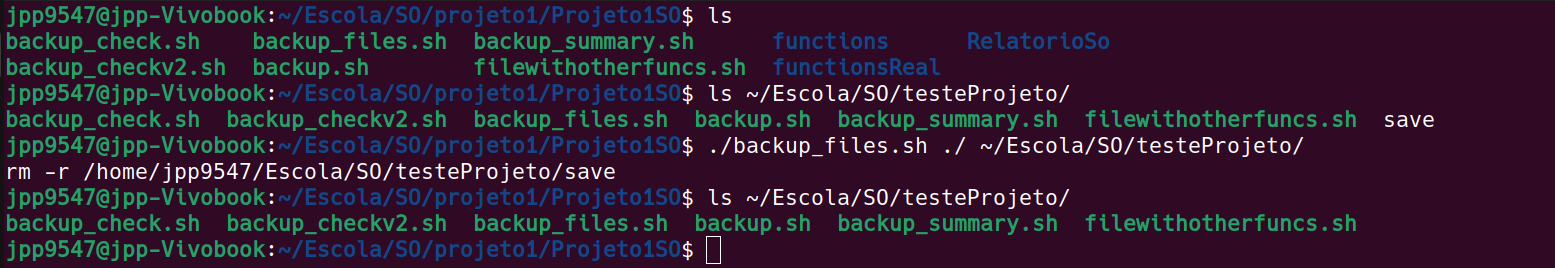 jpp9547@jpp-Vivobook:~/Escola/SO/projeto1/Projeto1SO$ ls
backup_check.sh backup_files.sh backup_summary.sh functions RelatorioSo
backup_checkv2.sh backup.sh filewithotherfuncs.sh functionsReal
jpp9547@jpp-Vivobook:~/Escola/SO/projeto1/Projeto1SO$ ls ~/Escola/SO/testeProjeto/
backup_check.sh backup_checkv2.sh backup_files.sh backup.sh backup_summary.sh filewithotherfuncs.sh save
jpp9547@jpp-Vivobook:~/Escola/SO/projeto1/Projeto1SO$ ./backup_files.sh ./ ~/Escola/SO/testeProjeto/
rm -r /home/jpp9547/Escola/SO/testeProjeto/save
jpp9547@jpp-Vivobook:~/Escola/SO/projeto1/Projeto1SO$ ls ~/Escola/SO/testeProjeto/
backup_check.sh backup_checkv2.sh backup_files.sh backup.sh backup_summary.sh filewithotherfuncs.sh
jpp9547@jpp-Vivobook:~/Escola/SO/projeto1/Projeto1SO$